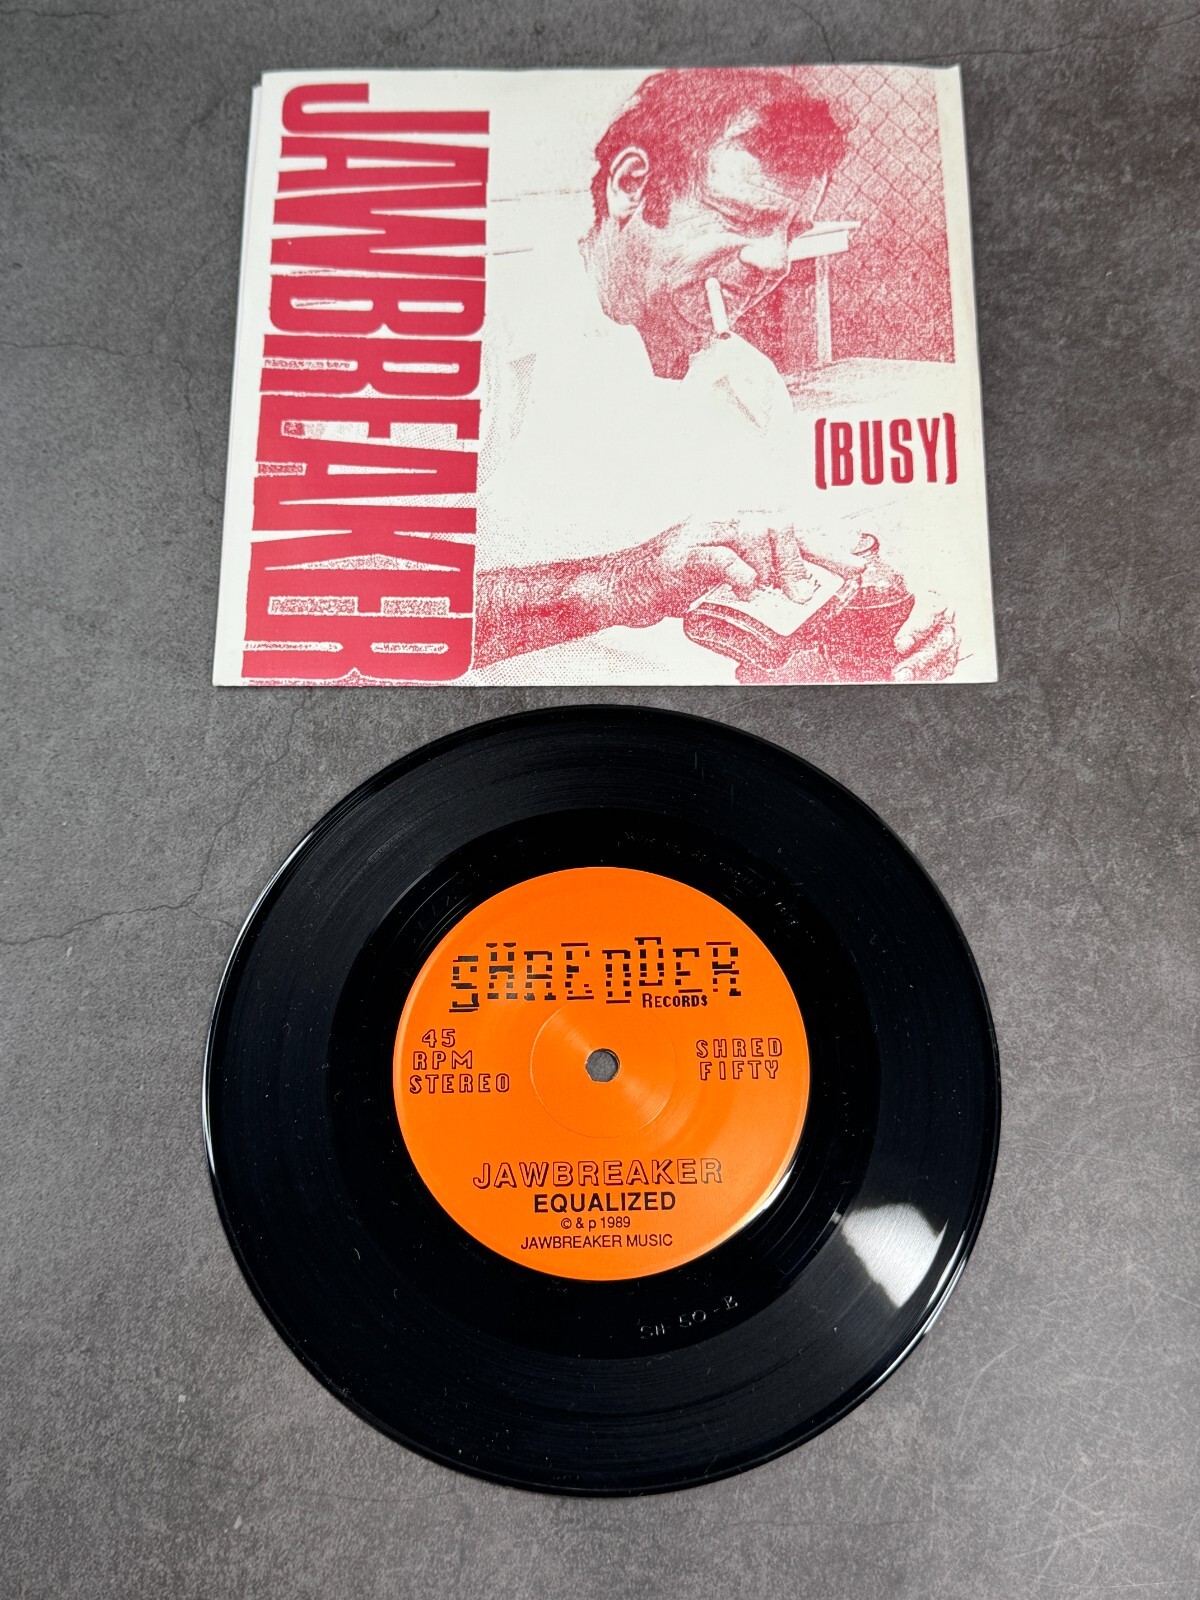 JAWBREAKER
(BUSY)
SHREDDER
RECORDS
45
RPM
STEREO
SHRED
FIFTY
JAWBREAKER
EQUALIZED
© & p 1989
JAWBREAKER MUSIC